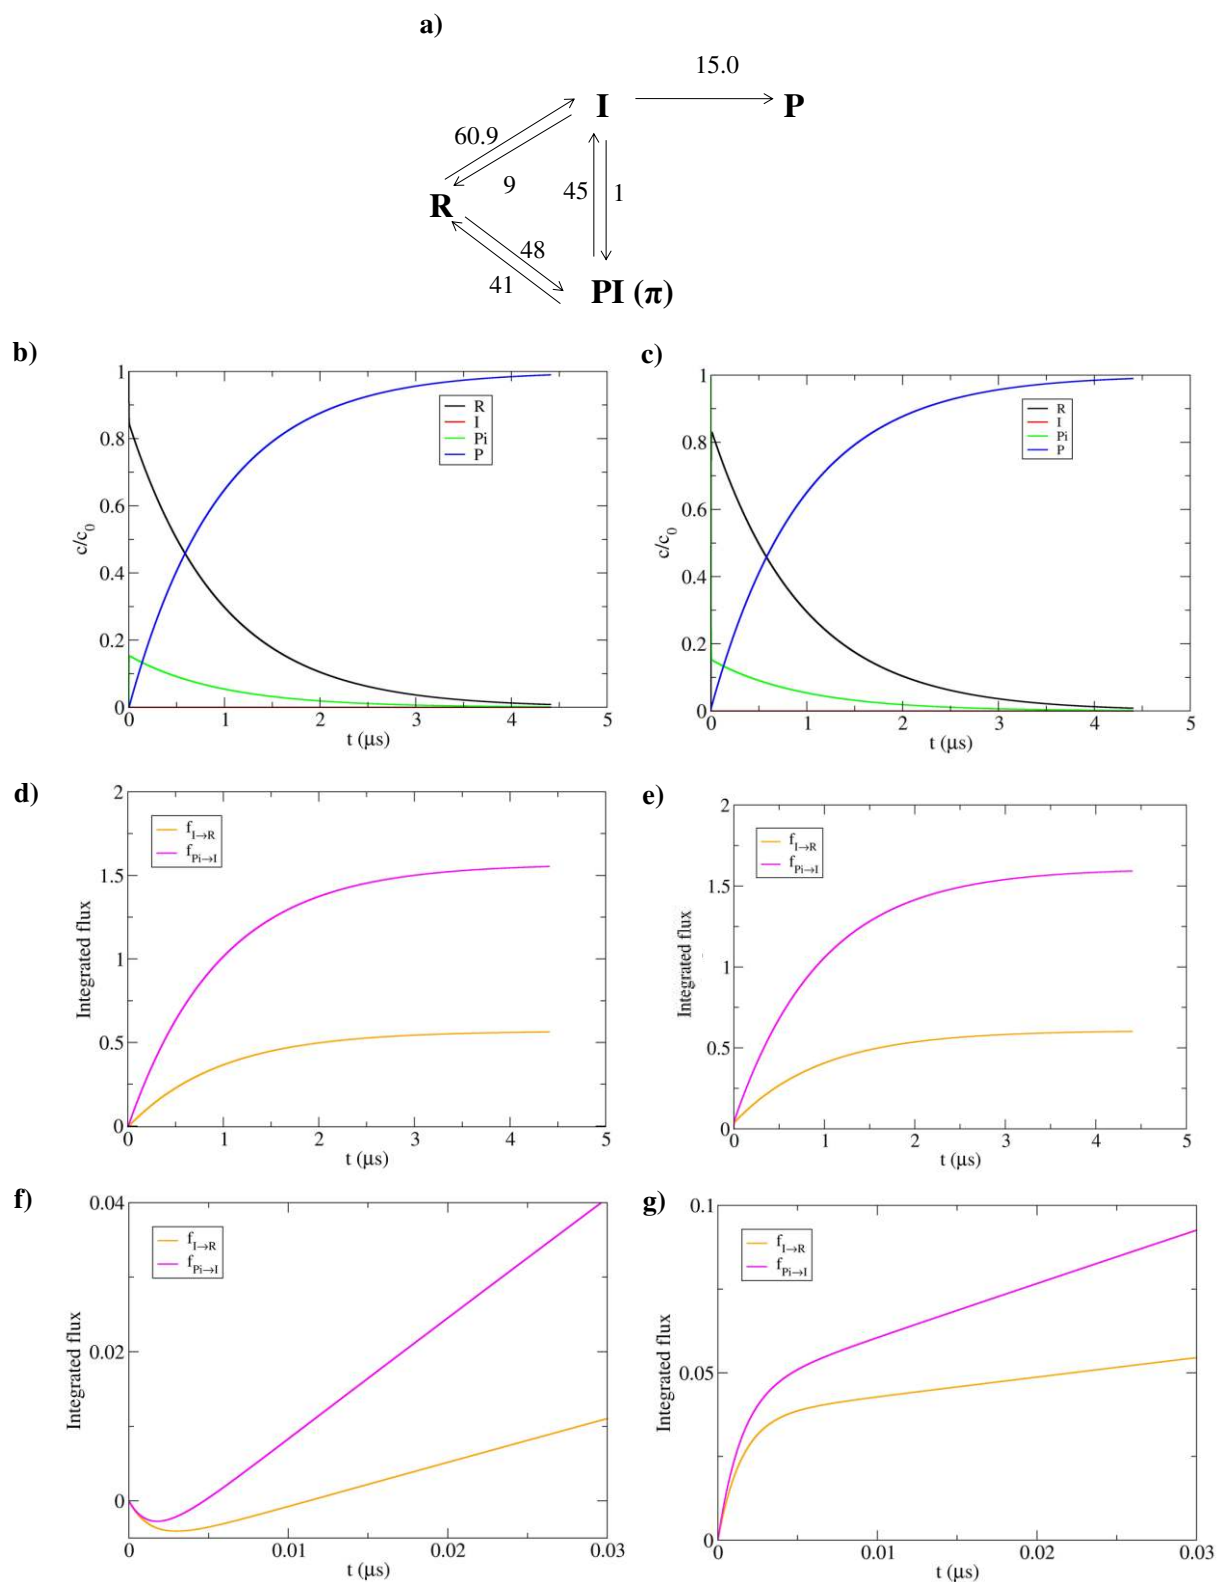 a)
15.0
I P
60.9
9 45 1
R
48
41
PI (π)
b)
1
0.8
0.6
0.4
0.2
0
c/c0
R
I
Pi
P
0 1 2 3 4 5
t (μs)
c)
1
0.8
0.6
0.4
0.2
0
c/c0
R
I
Pi
P
0 1 2 3 4 5
t (μs)
d)
2
1.5
1
0.5
0
Integrated flux
fI→R
fPi→I
0 1 2 3 4 5
t (μs)
e)
2
1.5
1
0.5
0
Integrated flux
fI→R
fPi→I
0 1 2 3 4 5
t (μs)
f)
0.04
0.02
0
Integrated flux
fI→R
fPi→I
0 0.01 0.02 0.03
t (μs)
g)
0.1
0.05
0
Integrated flux
fI→R
fPi→I
0 0.01 0.02 0.03
t (μs)